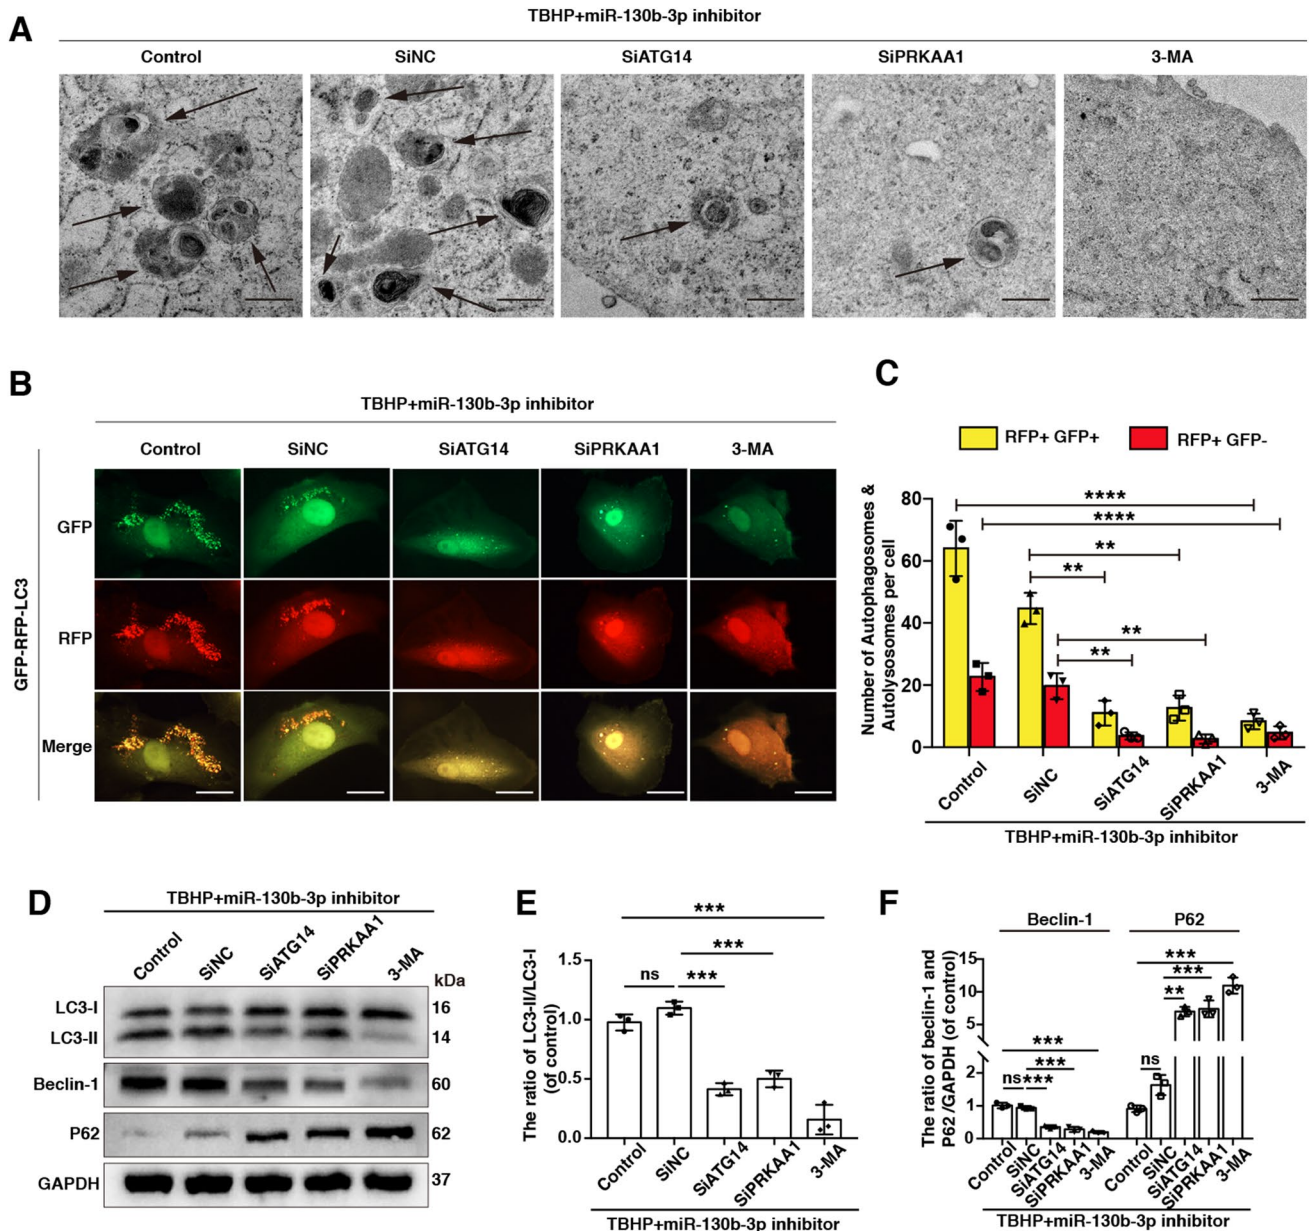 A
TBHP+miR-130b-3p inhibitor
Control SiNC SiATG14 SiPRKAA1 3-MA
B
TBHP+miR-130b-3p inhibitor
Control SiNC SiATG14 SiPRKAA1 3-MA
GFP-RFP-LC3
GFP
RFP
Merge
C
RFP+ GFP+ RFP+ GFP-
Number of Autophagosomes &
Autolysosomes per cell
80
60
40
20
0
****
****
**
**
**
**
Control SiNC SiATG14 SiPRKAA1 3-MA
TBHP+miR-130b-3p inhibitor
D
TBHP+miR-130b-3p inhibitor
Control SiNC SiATG14 SiPRKAA1 3-MA
kDa
LC3-I 16
LC3-II 14
Beclin-1 60
P62 62
GAPDH 37
E
The ratio of LC3-II/LC3-I
(of control)
1.5
1.0
0.5
0.0
***
***
ns ***
Control SiNC SiATG14 SiPRKAA1 3-MA
TBHP+miR-130b-3p inhibitor
F
Beclin-1 P62
The ratio of beclin-1 and
P62 /GAPDH (of control)
15
10
5
2
1
0
***
***
ns ***
***
***
**
ns
Control SiNC SiATG14 SiPRKAA1 3-MA Control SiNC SiATG14 SiPRKAA1 3-MA
TBHP+miR-130b-3p inhibitor